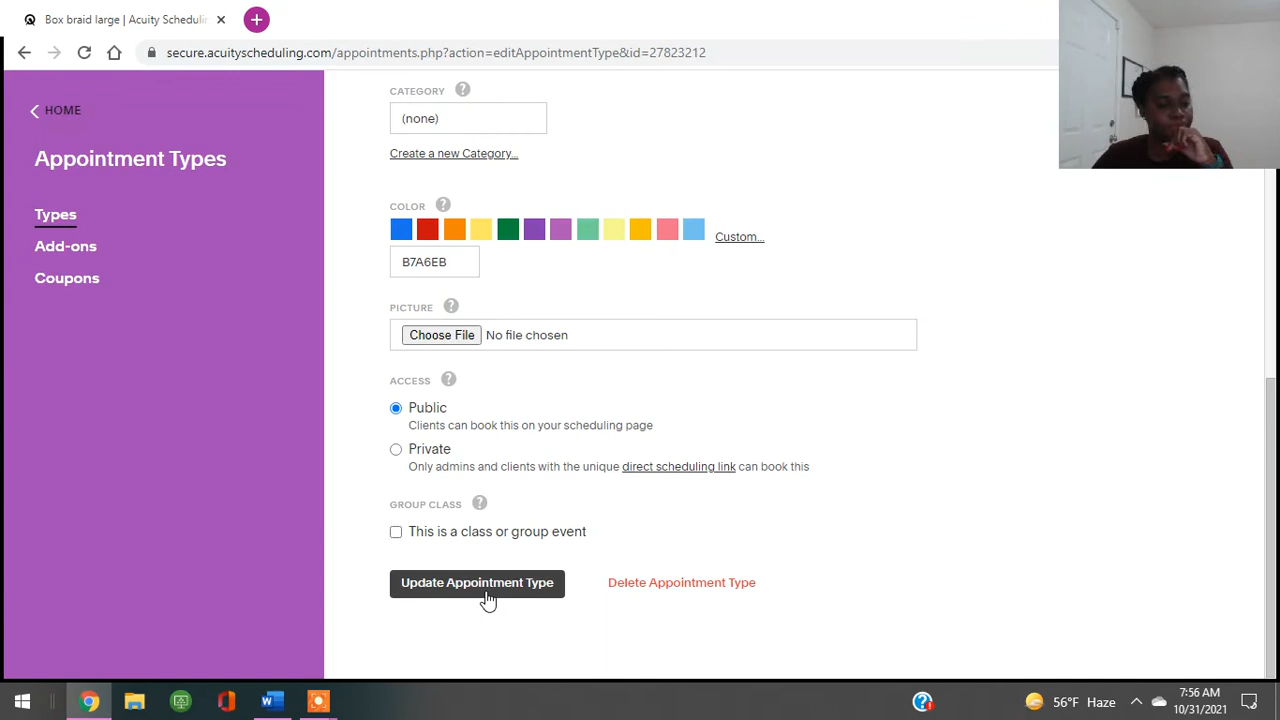 Box braid large | Acuity Schedulin
secure.acuityscheduling.com/appointments.php?action=editAppointmentType&id=27823212
HOME
Appointment Types
Types
Add-ons
Coupons
CATEGORY ?
(none)
Create a new Category...
COLOR ?
Custom...
B7A6EB
PICTURE ?
Choose File No file chosen
ACCESS ?
Public
Clients can book this on your scheduling page
Private
Only admins and clients with the unique direct scheduling link can book this
GROUP CLASS ?
This is a class or group event
Update Appointment Type Delete Appointment Type
56°F Haze
7:56 AM
10/31/2021